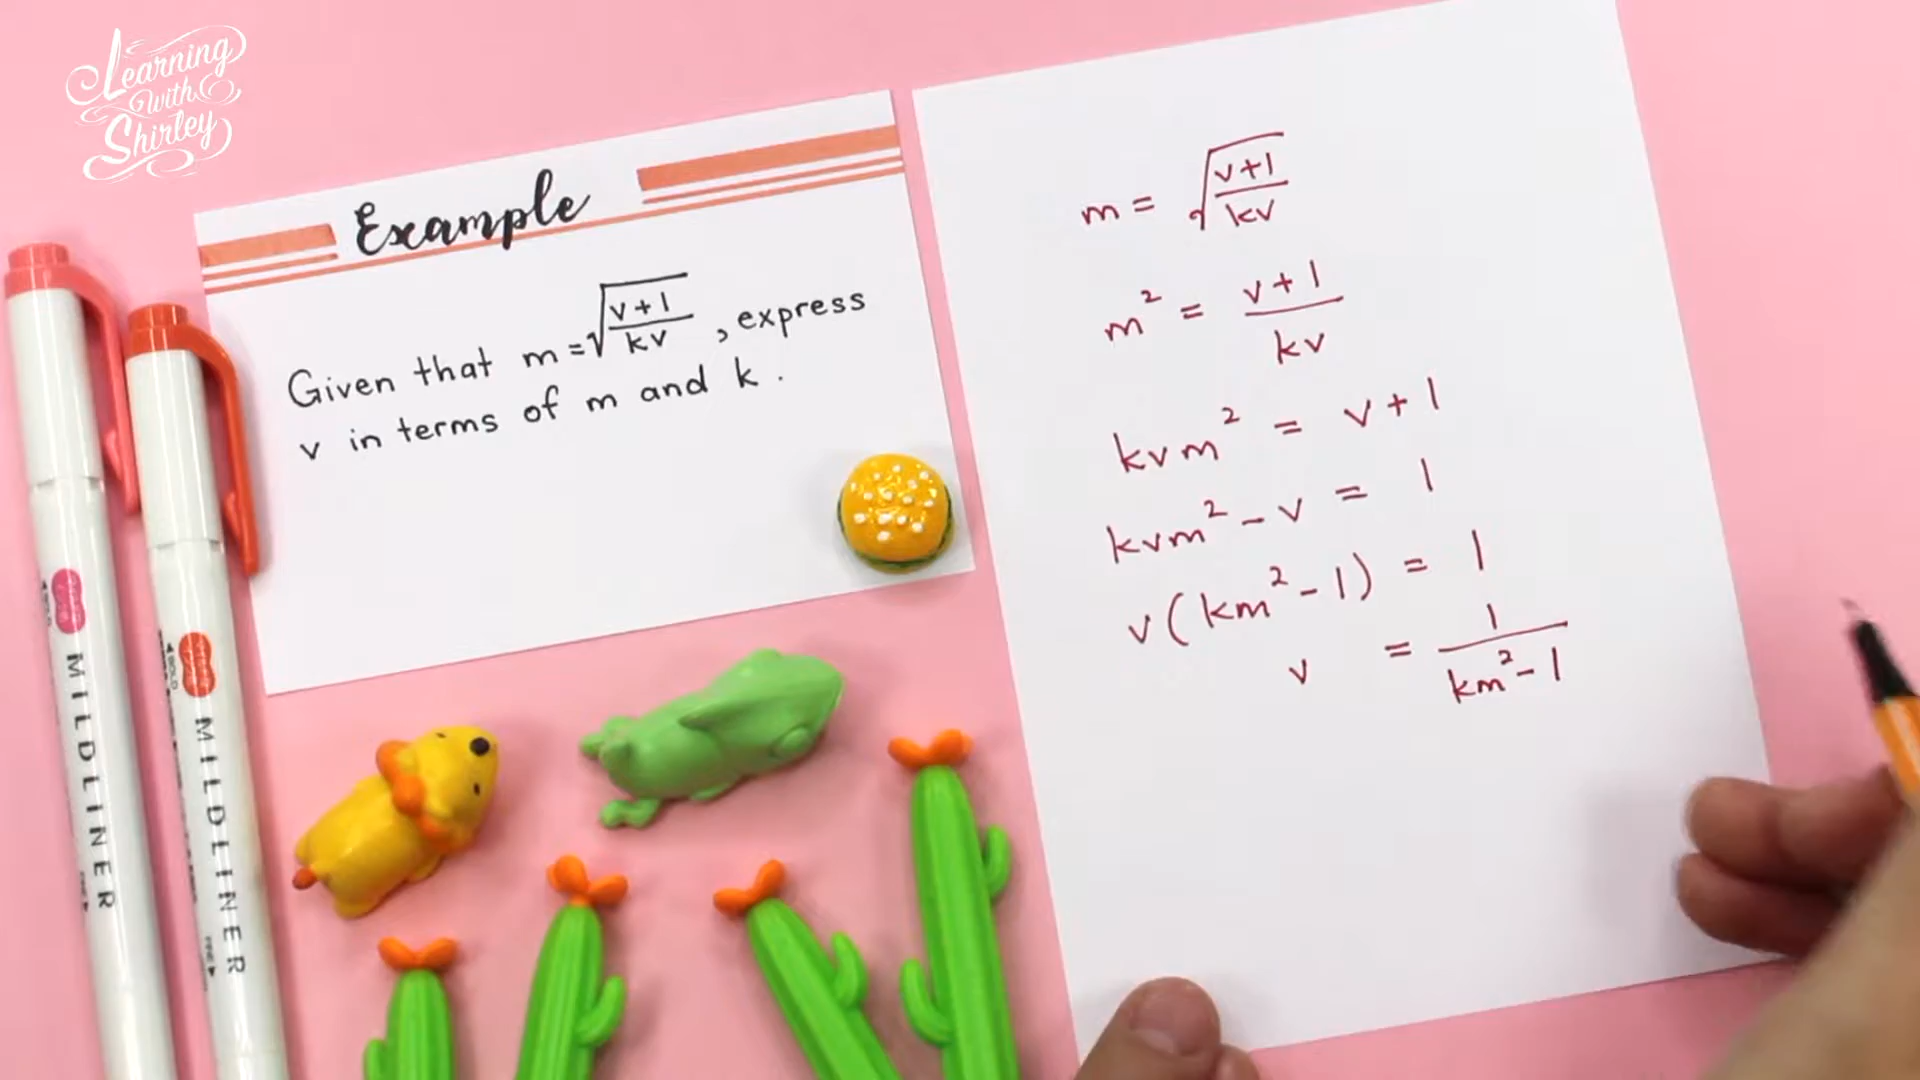 Learning
With
Shirley
Example
Given that m = √((v+1)/(kv)), express
v in terms of m and k.
m = √((v+1)/(kv))
m² = (v+1)/(kv)
kvm² = v + 1
kvm² - v = 1
v(km² - 1) = 1
v = 1/(km² - 1)
MILDLINER
BOLD
MILDLINER